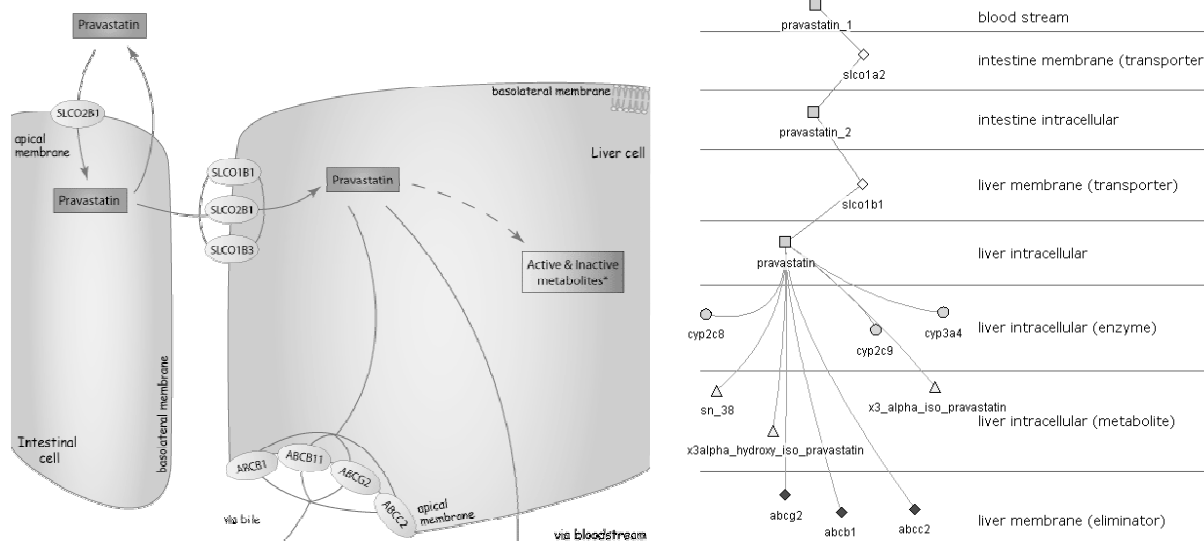 Pravastatin
SLCO2B1
apical
membrane
Pravastatin
basolateral membrane
Intestinal
cell
basolateral membrane
Liver cell
SLCO1B1
SLCO2B1
SLCO1B3
Pravastatin
Active & Inactive
metabolites*
ABCB1
ABCB11
ABCG2
ABCC2
apical
membrane
via bile
via bloodstream
pravastatin_1
blood stream
slco1a2
intestine membrane (transporter
pravastatin_2
intestine intracellular
slco1b1
liver membrane (transporter)
pravastatin
liver intracellular
cyp2c8
cyp2c9
cyp3a4
liver intracellular (enzyme)
sn_38
x3_alpha_iso_pravastatin
x3alpha_hydroxy_iso_pravastatin
liver intracellular (metabolite)
abcg2
abcb1
abcc2
liver membrane (eliminator)